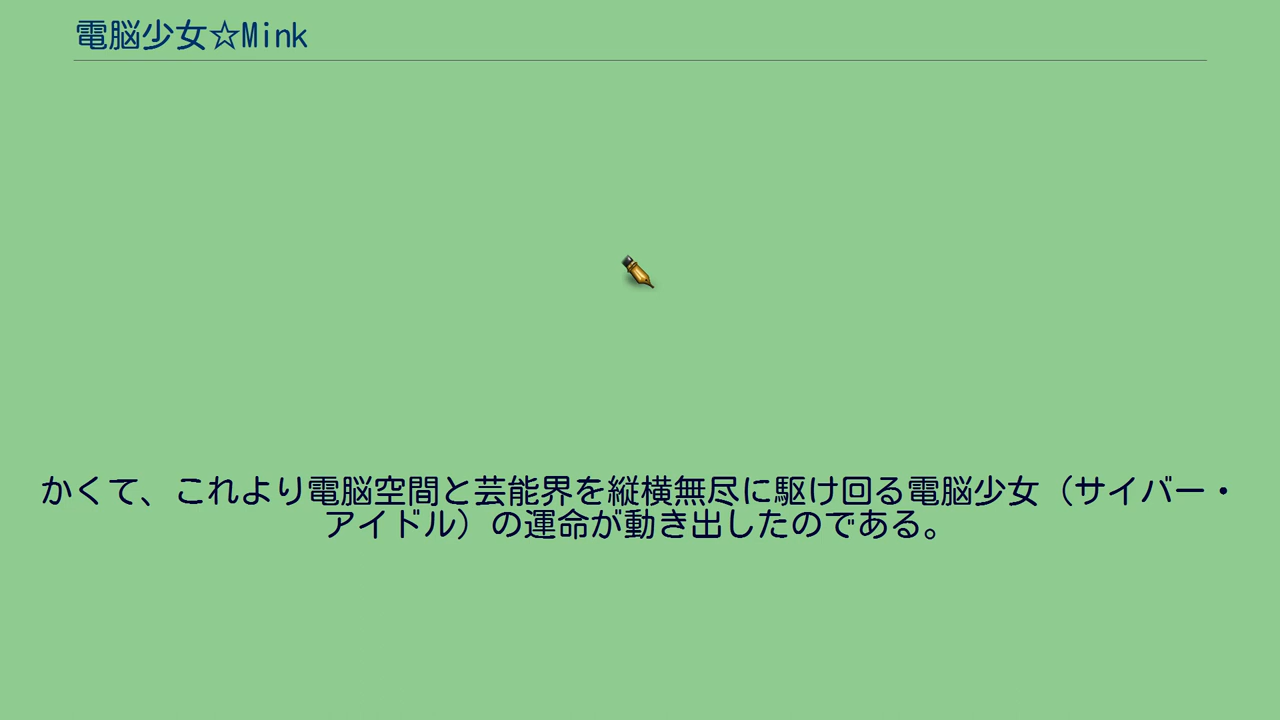 電脳少女☆Mink
かくて、これより電脳空間と芸能界を縦横無尽に駆け回る電脳少女（サイバー・
アイドル）の運命が動き出したのである。